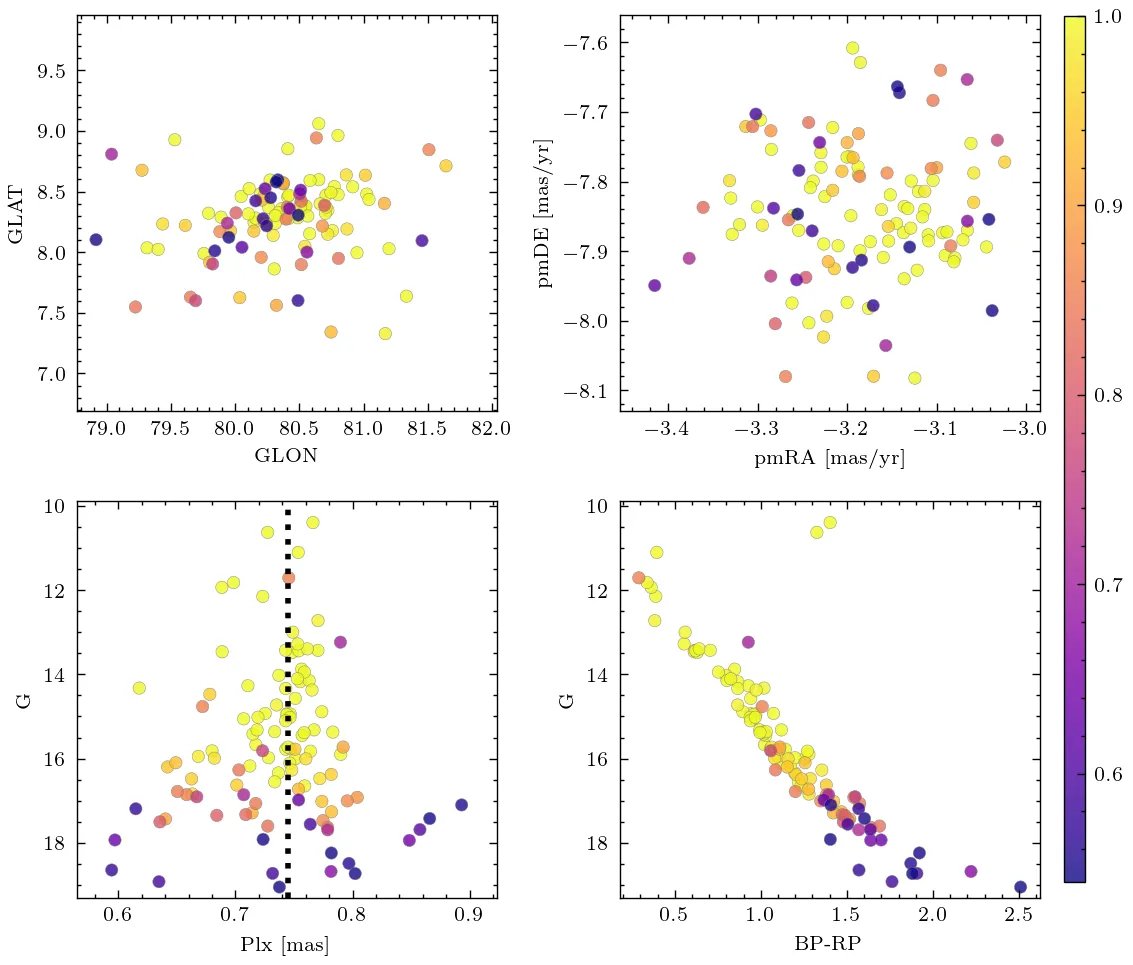 9.5
9.0
8.5
8.0
7.5
7.0
GLAT
79.0 79.5 80.0 80.5 81.0 81.5 82.0
GLON
−7.6
−7.7
−7.8
−7.9
−8.0
−8.1
pmDE [mas/yr]
−3.4 −3.3 −3.2 −3.1 −3.0
pmRA [mas/yr]
10
12
14
16
18
G
0.6 0.7 0.8 0.9
Plx [mas]
10
12
14
16
18
G
0.5 1.0 1.5 2.0 2.5
BP-RP
1.0
0.9
0.8
0.7
0.6